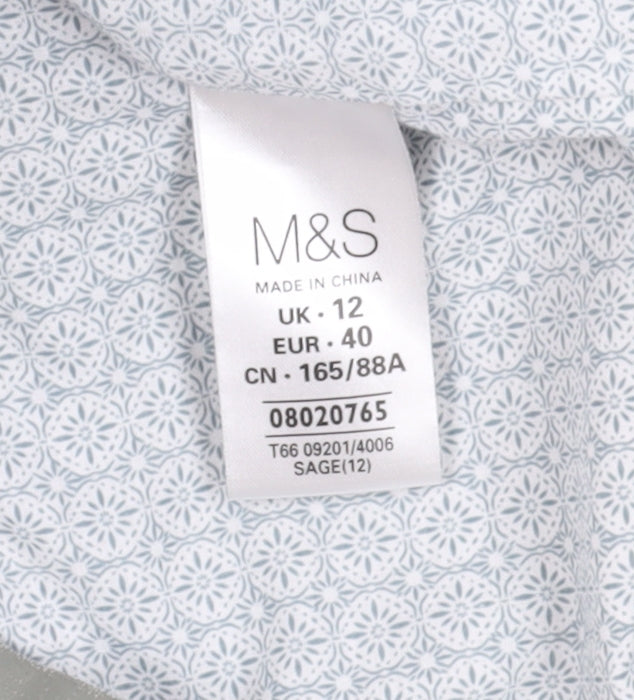 M&S
MADE IN CHINA
UK · 12
EUR · 40
CN · 165/88A
08020765
T66 09201/4006
SAGE(12)